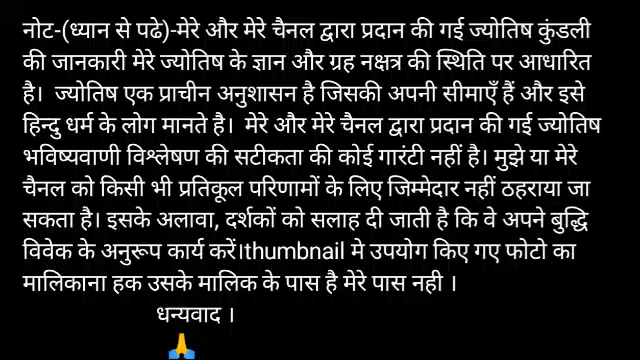 नोट-(ध्यान से पढे)-मेरे और मेरे चैनल द्वारा प्रदान की गई ज्योतिष कुंडली
की जानकारी मेरे ज्योतिष के ज्ञान और ग्रह नक्षत्र की स्थिति पर आधारित
है।  ज्योतिष एक प्राचीन अनुशासन है जिसकी अपनी सीमाएँ हैं और इसे
हिन्दु धर्म के लोग मानते है।  मेरे और मेरे चैनल द्वारा प्रदान की गई ज्योतिष
भविष्यवाणी विश्लेषण की सटीकता की कोई गारंटी नहीं है। मुझे या मेरे
चैनल को किसी भी प्रतिकूल परिणामों के लिए जिम्मेदार नहीं ठहराया जा
सकता है। इसके अलावा, दर्शकों को सलाह दी जाती है कि वे अपने बुद्धि
विवेक के अनुरूप कार्य करें।thumbnail मे उपयोग किए गए फोटो का
मालिकाना हक उसके मालिक के पास है मेरे पास नही ।
धन्यवाद ।
🙏